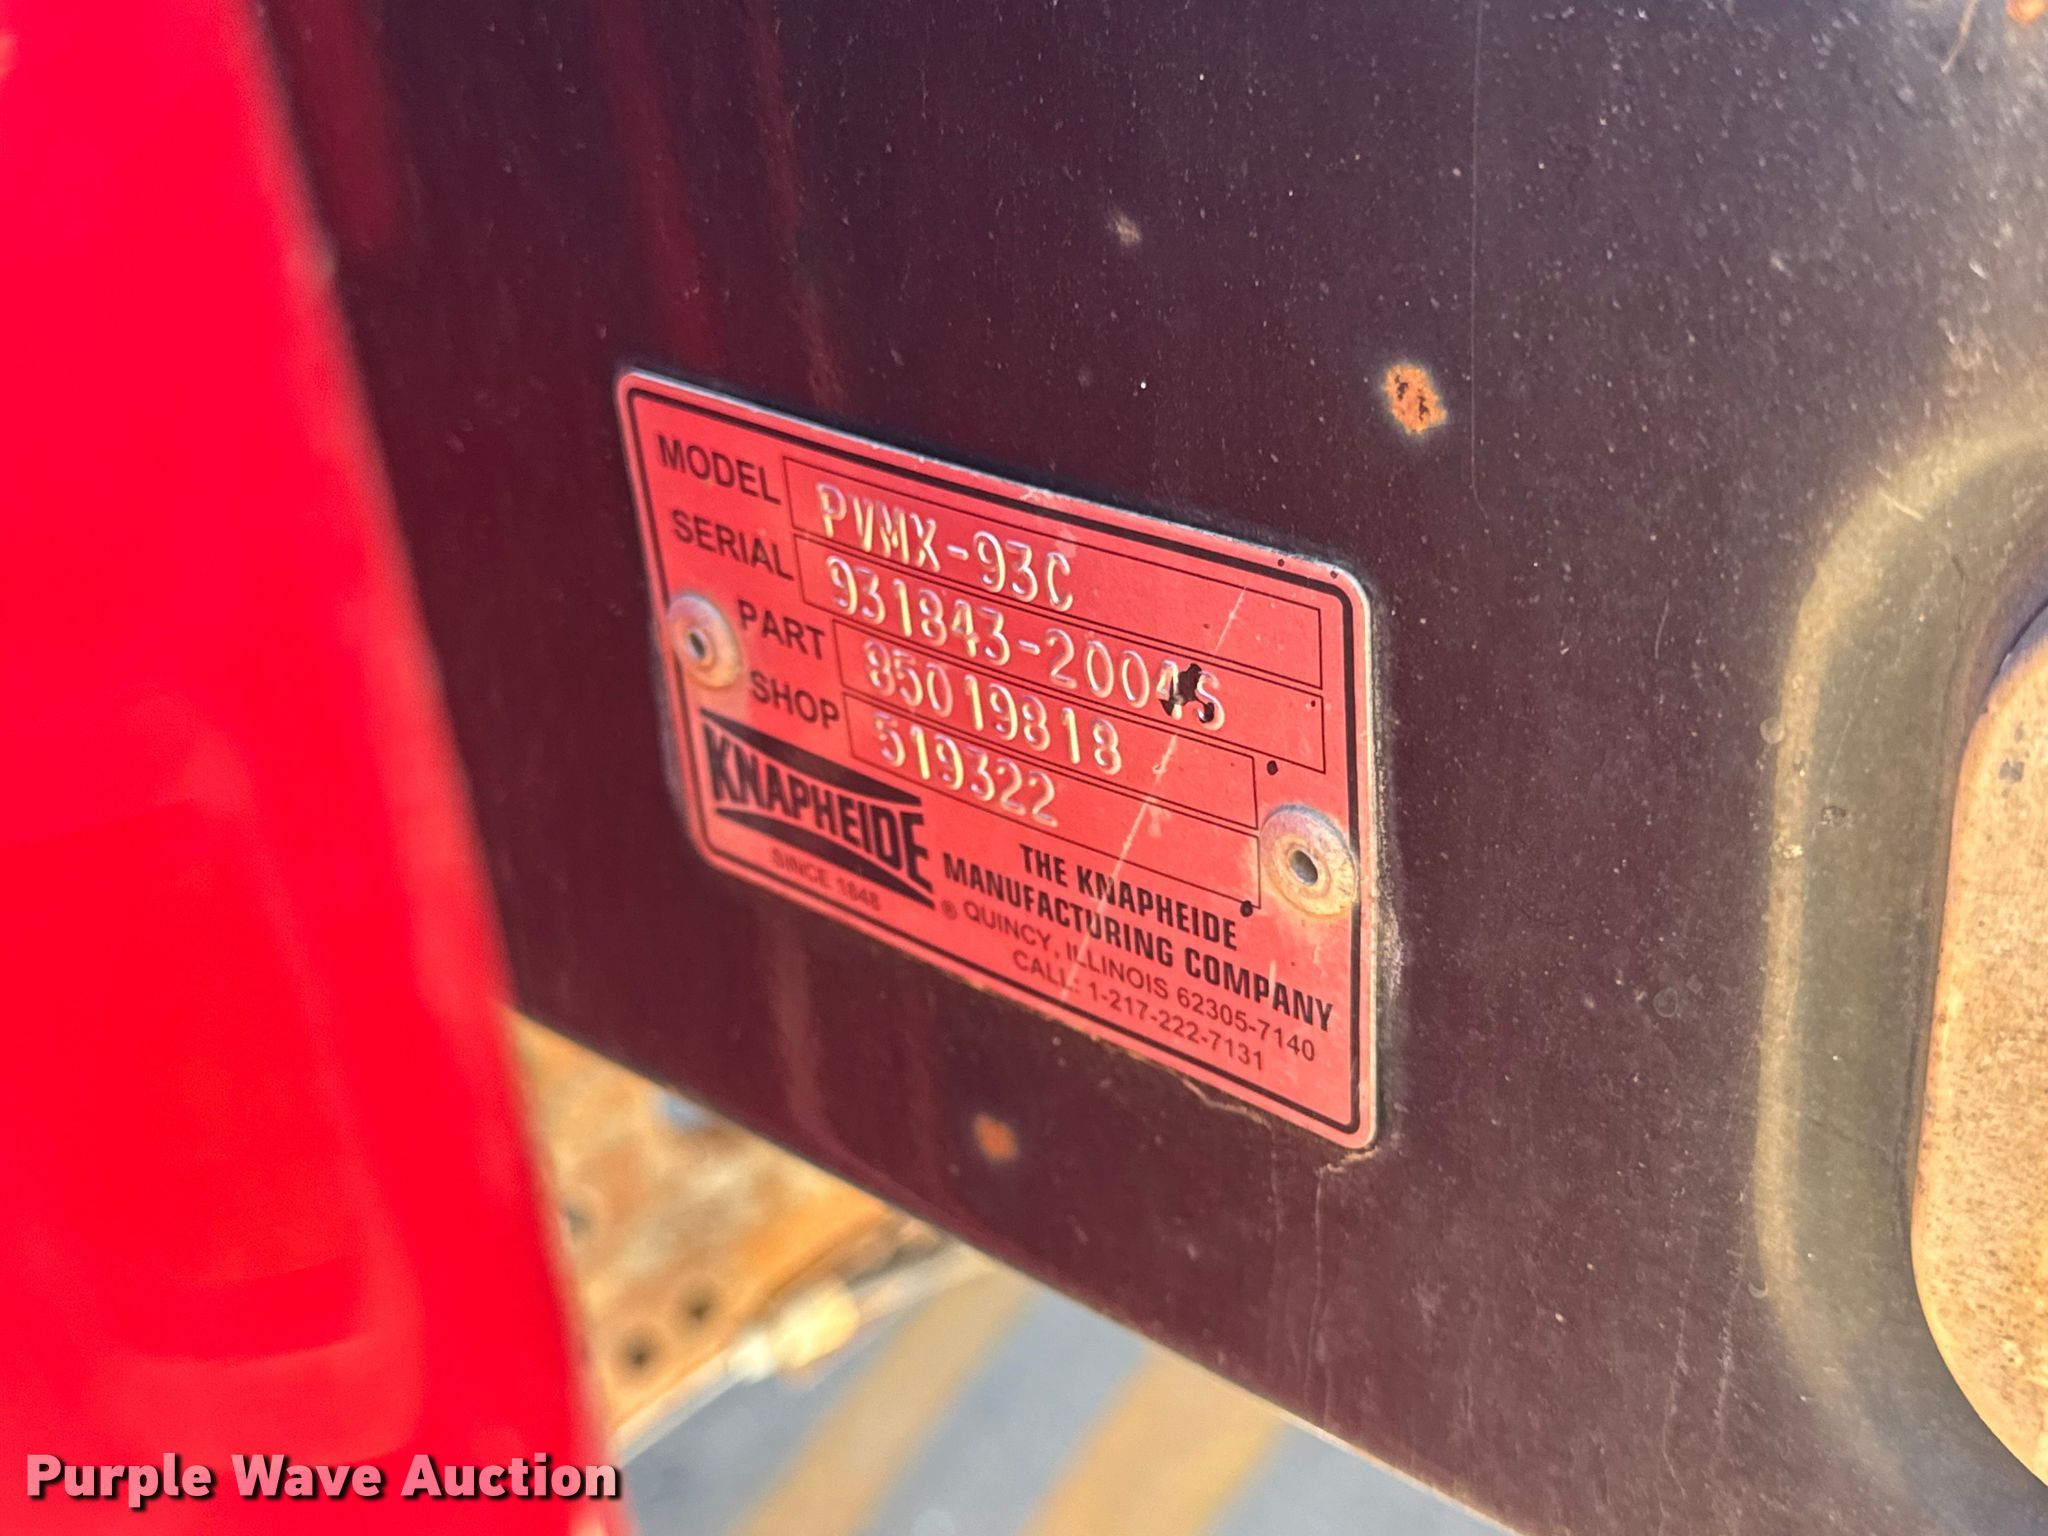 MODEL PVMX-93C
SERIAL 931843-2004S
PART 85019818
SHOP 519322
KNAPHEIDE ®
SINCE 1848
THE KNAPHEIDE
MANUFACTURING COMPANY
QUINCY, ILLINOIS 62305-7140
CALL: 1-217-222-7131
Purple Wave Auction